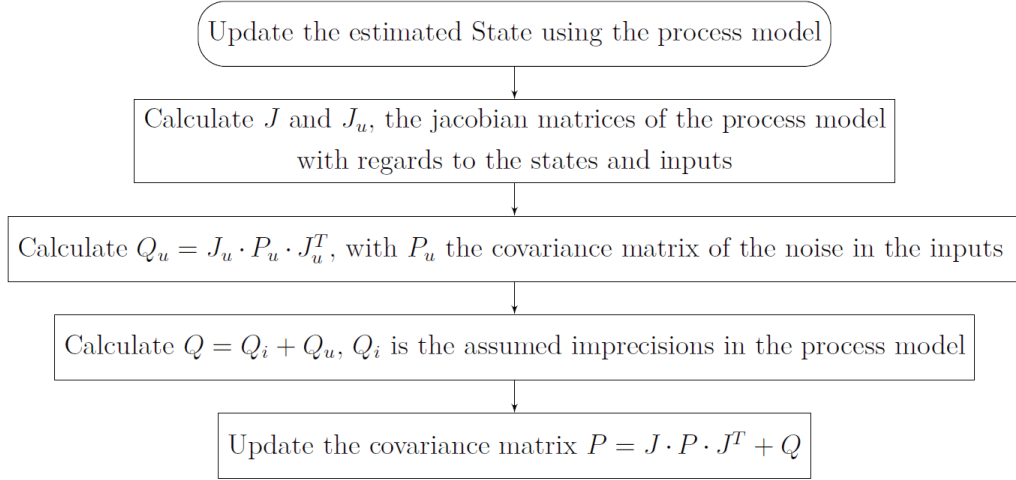 Update the estimated State using the process model
Calculate J and J_u, the jacobian matrices of the process model
with regards to the states and inputs
Calculate Q_u = J_u · P_u · J_u^T, with P_u the covariance matrix of the noise in the inputs
Calculate Q = Q_i + Q_u, Q_i is the assumed imprecisions in the process model
Update the covariance matrix P = J · P · J^T + Q